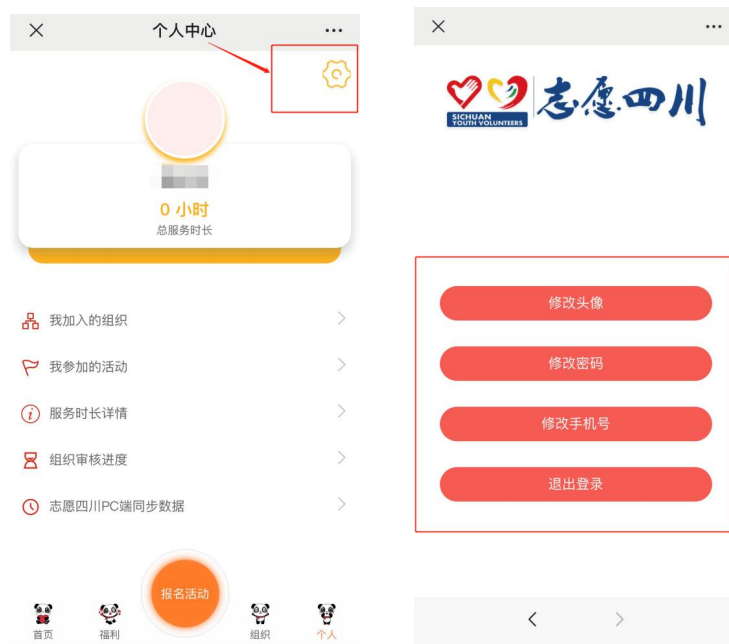 个人中心
0 小时
总服务时长
我加入的组织
我参加的活动
服务时长详情
组织审核进度
志愿四川PC端同步数据
报名活动
首页
福利
组织
个人
SICHUAN
YOUTH VOLUNTEERS
志愿四川
修改头像
修改密码
修改手机号
退出登录